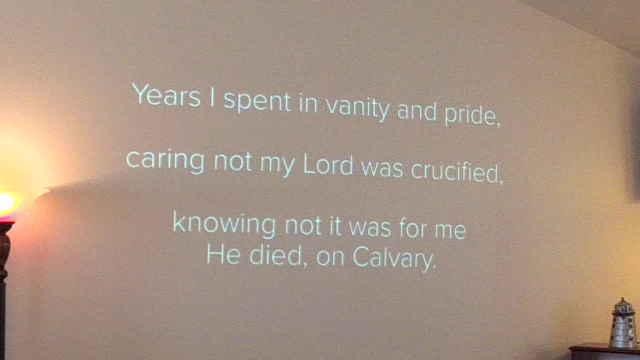 Years I spent in vanity and pride,
caring not my Lord was crucified,
knowing not it was for me
He died, on Calvary.